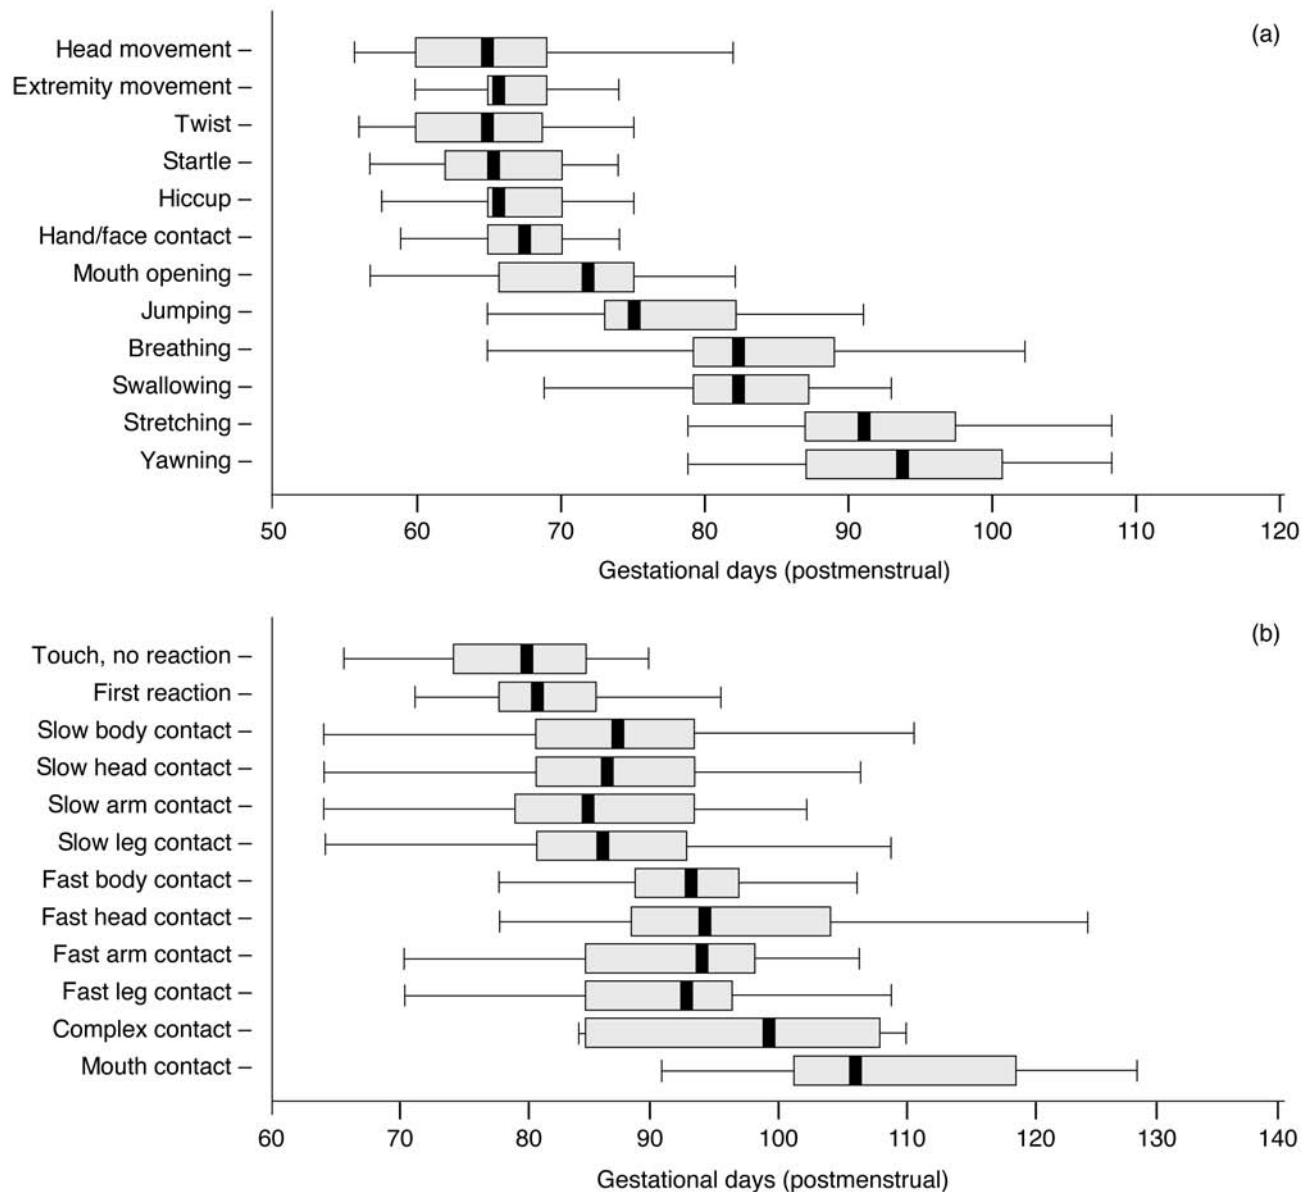 (a)
Head movement
Extremity movement
Twist
Startle
Hiccup
Hand/face contact
Mouth opening
Jumping
Breathing
Swallowing
Stretching
Yawning
50 60 70 80 90 100 110 120
Gestational days (postmenstrual)
(b)
Touch, no reaction
First reaction
Slow body contact
Slow head contact
Slow arm contact
Slow leg contact
Fast body contact
Fast head contact
Fast arm contact
Fast leg contact
Complex contact
Mouth contact
60 70 80 90 100 110 120 130 140
Gestational days (postmenstrual)